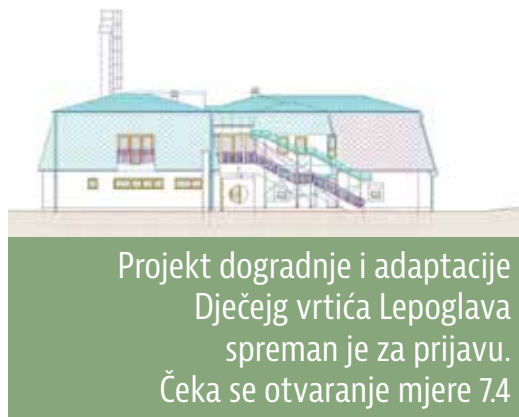 Projekt dogradnje i adaptacije
Dječejg vrtića Lepoglava
spreman je za prijavu.
Čeka se otvaranje mjere 7.4